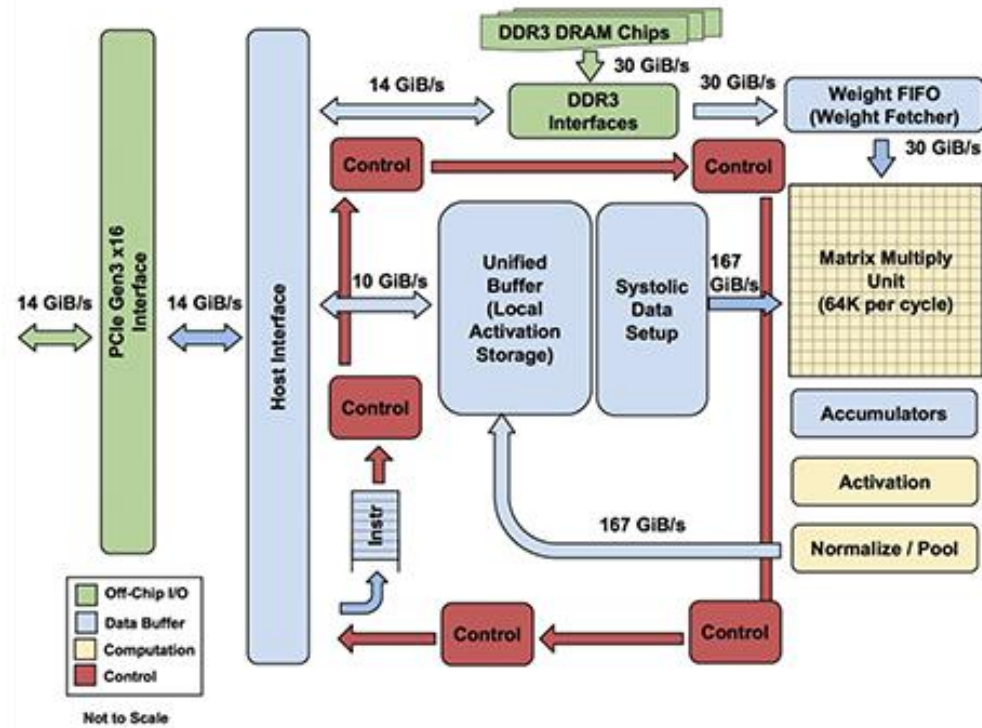 DDR3 DRAM Chips
30 GiB/s
14 GiB/s
30 GiB/s
DDR3
Interfaces
Weight FIFO
(Weight Fetcher)
30 GiB/s
Control
Control
PCIe Gen3 x16
Interface
Host Interface
14 GiB/s
14 GiB/s
10 GiB/s
Unified
Buffer
(Local
Activation
Storage)
Systolic
Data
Setup
167
GiB/s
Matrix Multiply
Unit
(64K per cycle)
Control
Accumulators
Activation
Instr
167 GiB/s
Normalize / Pool
Control
Control
Off-Chip I/O
Data Buffer
Computation
Control
Not to Scale